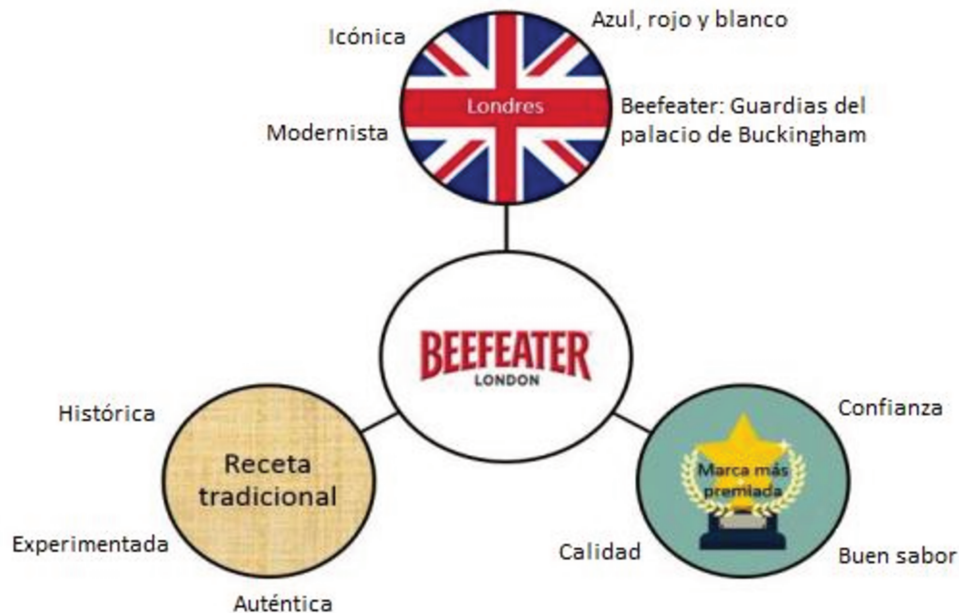 Icónica
Azul, rojo y blanco
Londres
Modernista
Beefeater: Guardias del
palacio de Buckingham
BEEFEATER
LONDON
Histórica
Receta
tradicional
Experimentada
Auténtica
Confianza
Marca más
premiada
Calidad
Buen sabor